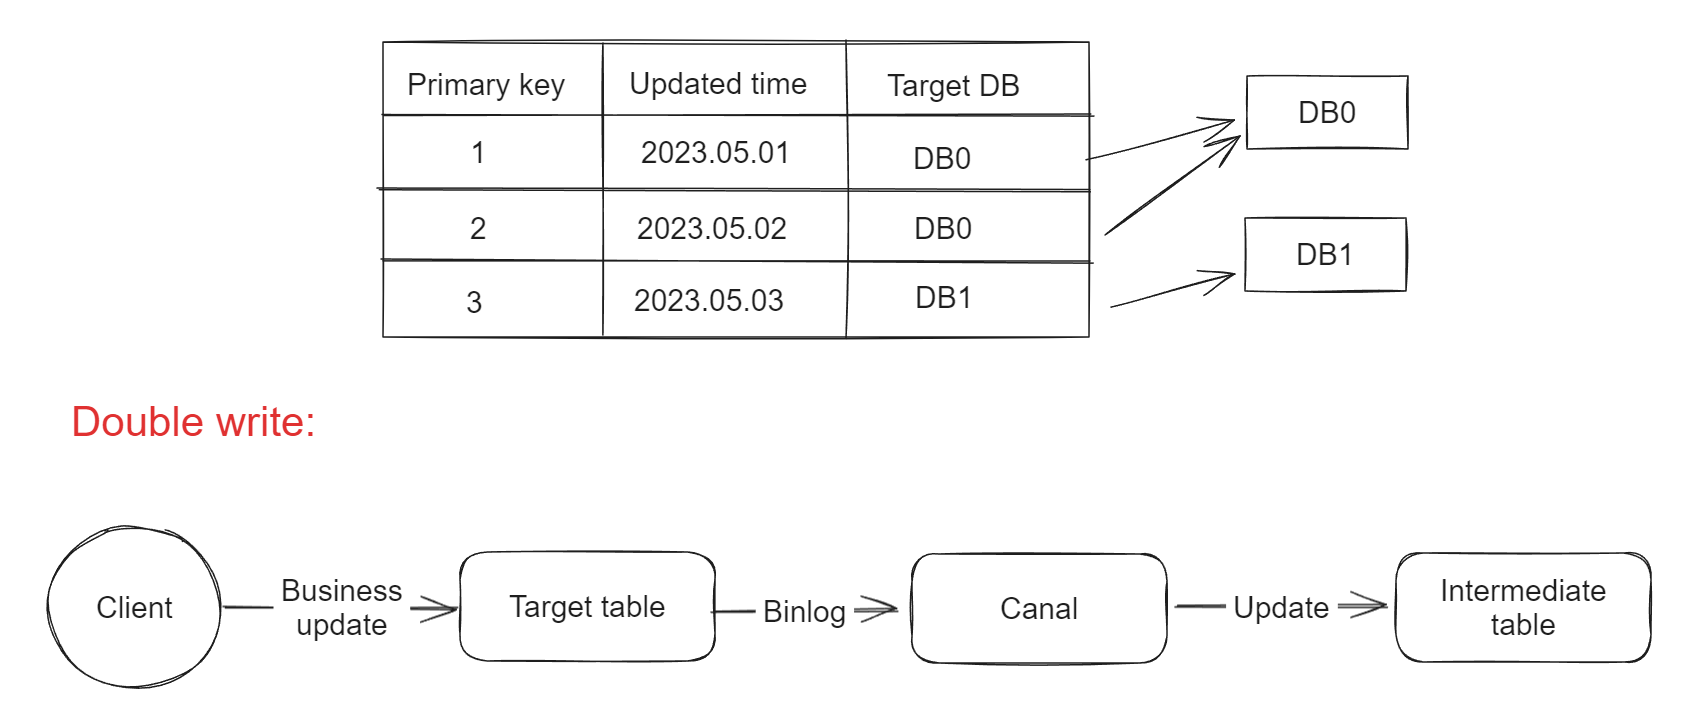 Primary key Updated time Target DB
1 2023.05.01 DB0
2 2023.05.02 DB0
3 2023.05.03 DB1
DB0
DB1
Double write:
Client
Business
update
Target table
Binlog
Canal
Update
Intermediate
table